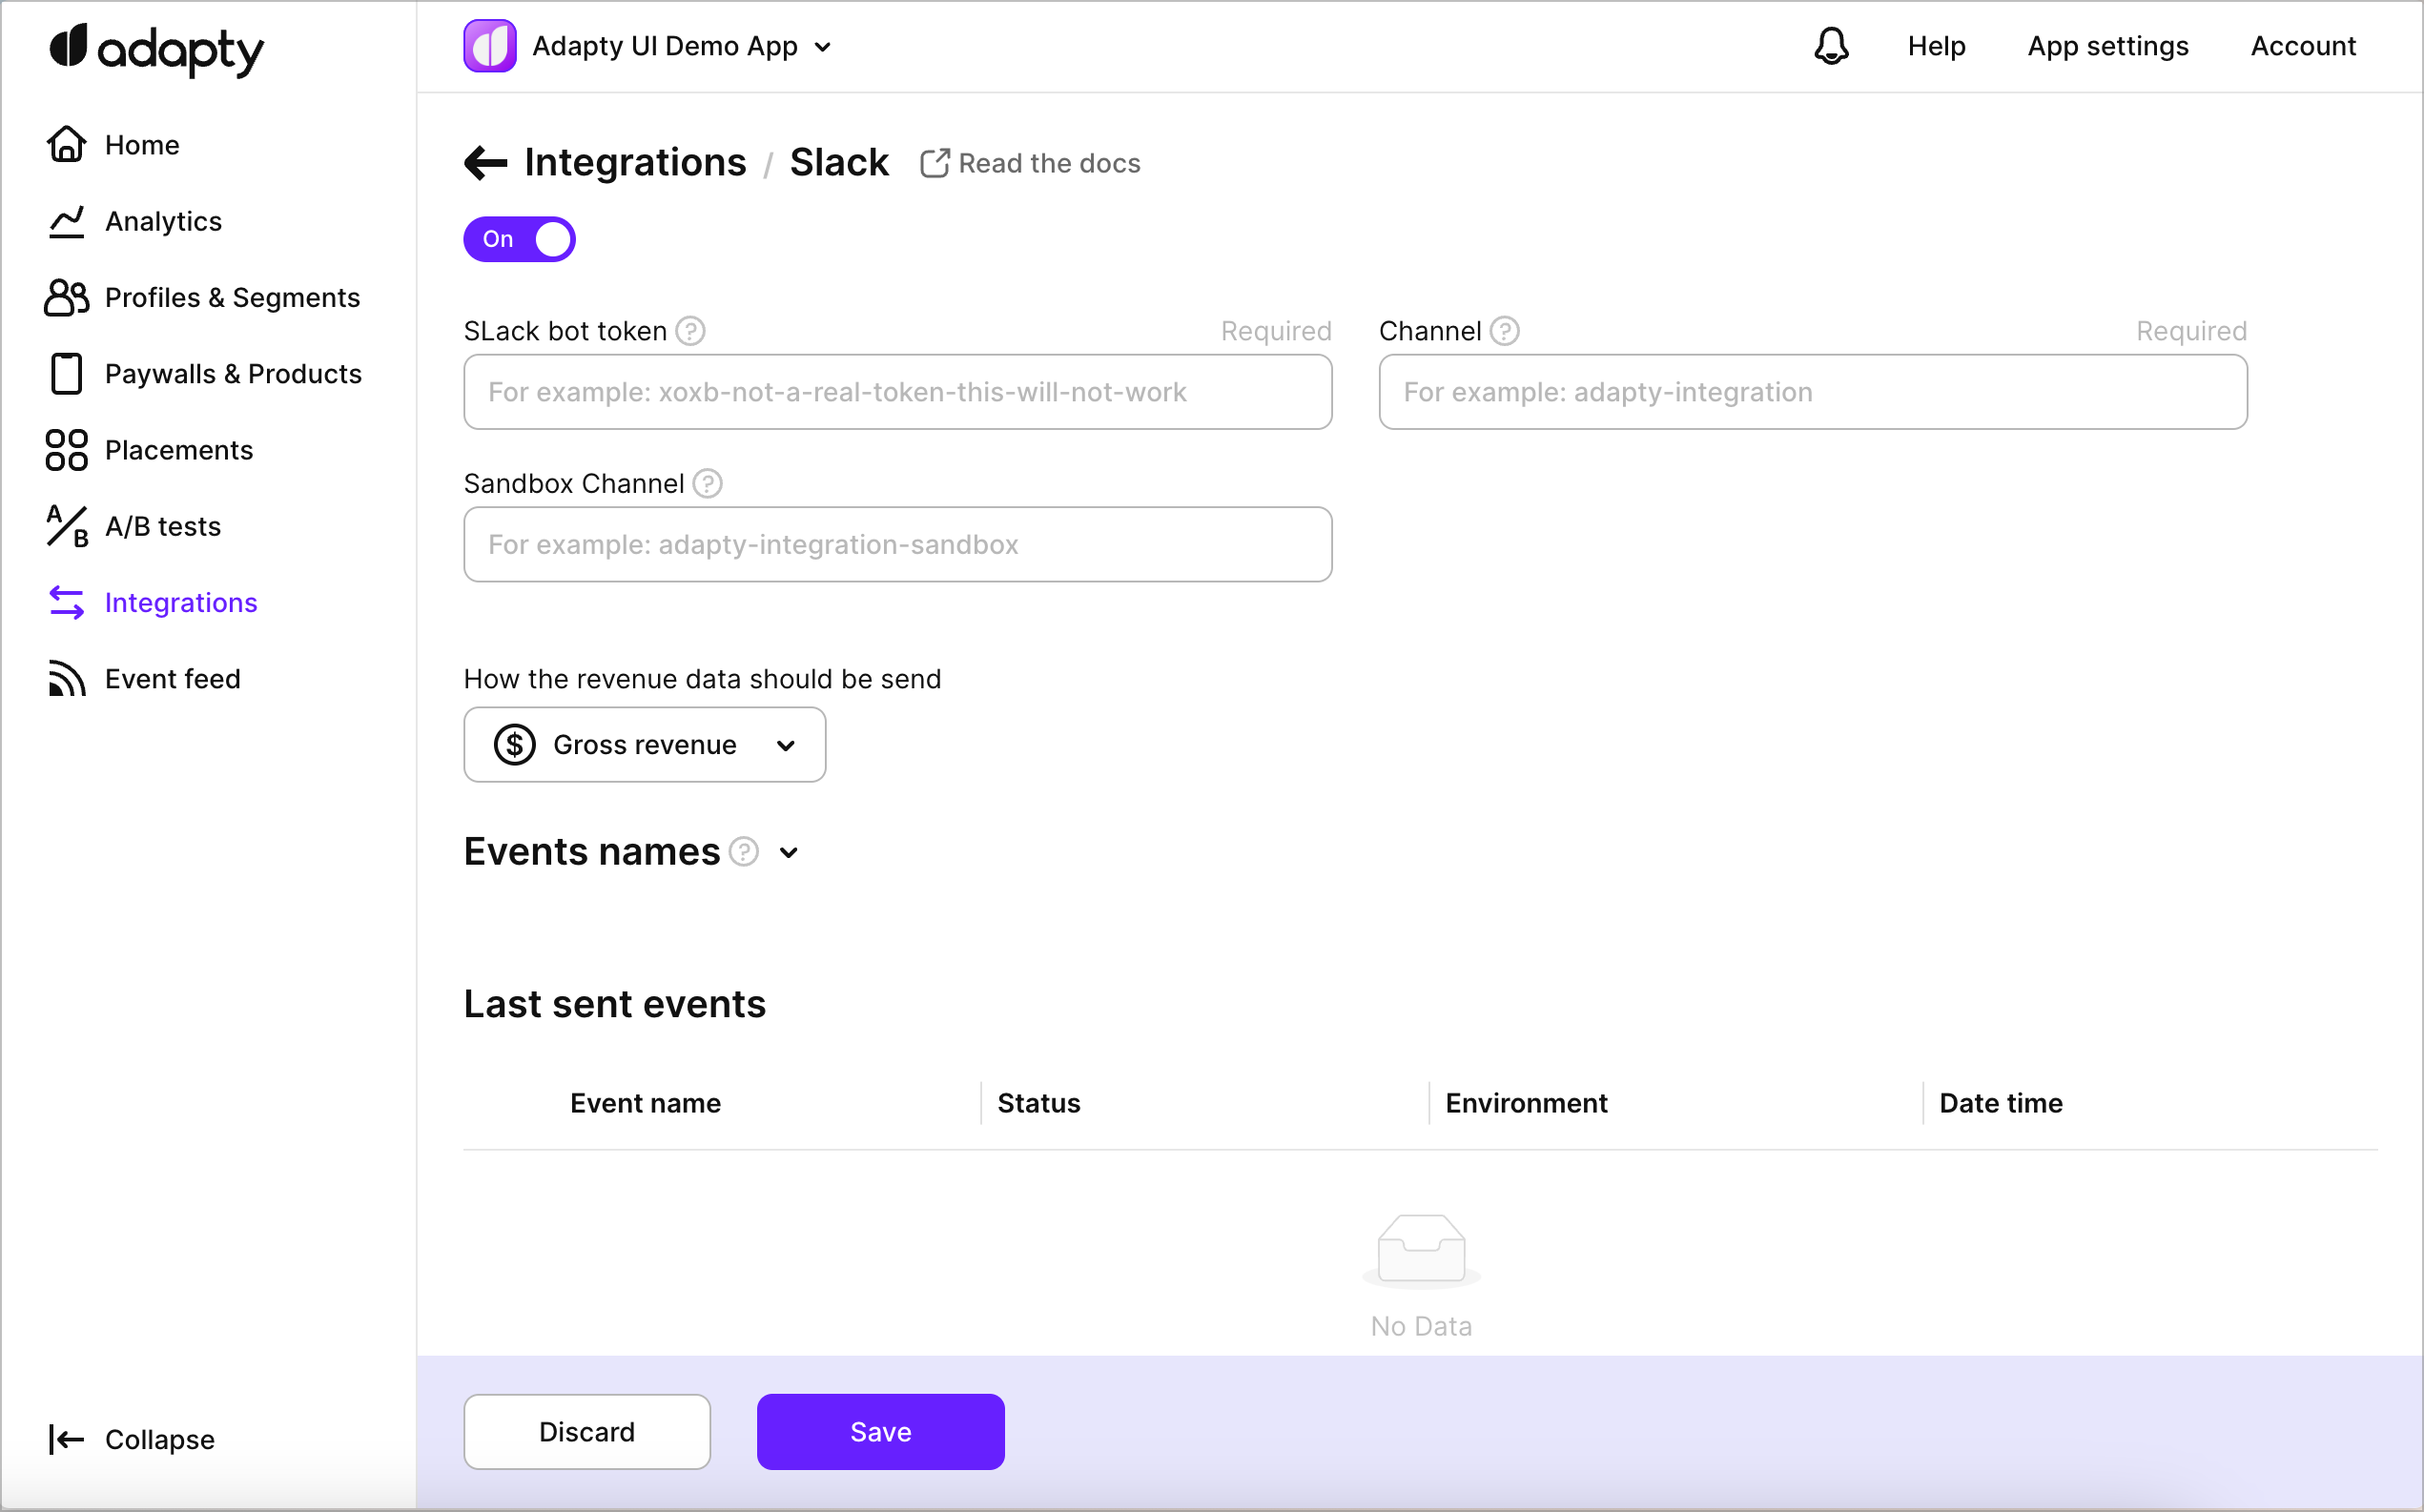 adapty
Adapty UI Demo App
Help
App settings
Account
Home
Analytics
Profiles & Segments
Paywalls & Products
Placements
A/B tests
Integrations
Event feed
Collapse
Integrations / Slack
Read the docs
On
SLack bot token ?
Required
For example: xoxb-not-a-real-token-this-will-not-work
Channel ?
Required
For example: adapty-integration
Sandbox Channel ?
For example: adapty-integration-sandbox
How the revenue data should be send
$ Gross revenue
Events names ?
Last sent events
Event name
Status
Environment
Date time
No Data
Discard
Save